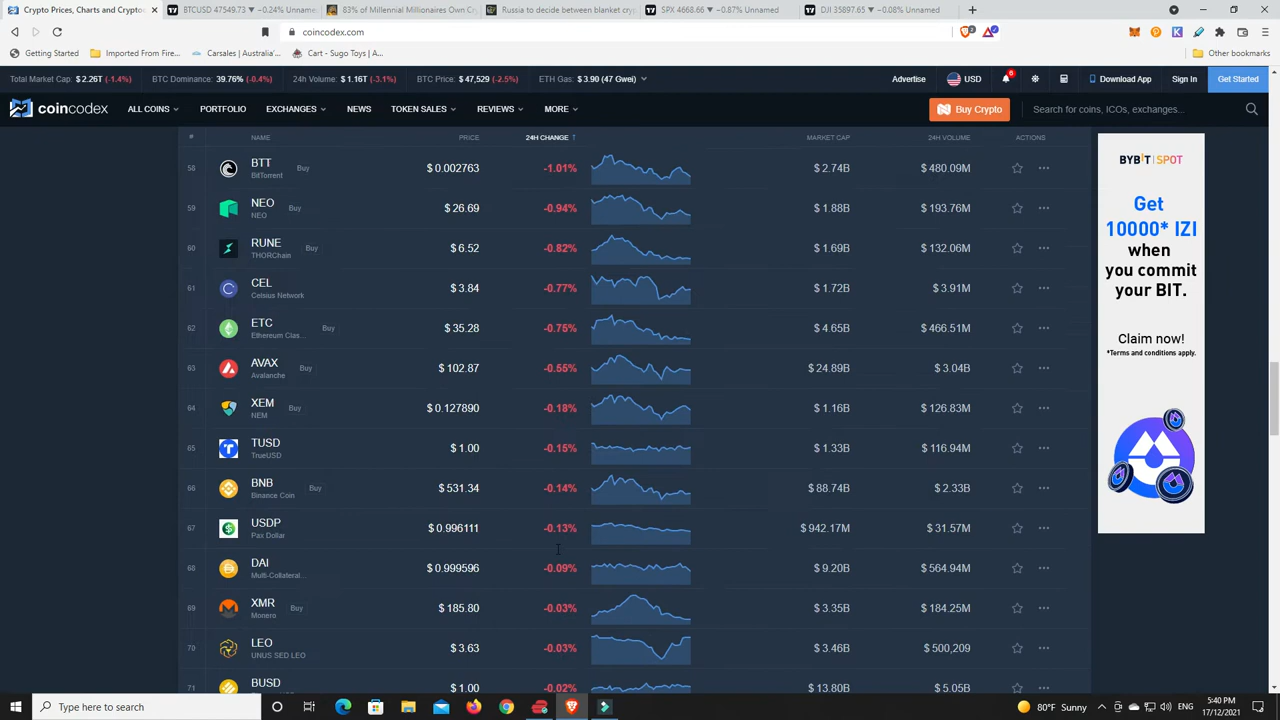 Crypto Prices, Charts and Cryptoc
BTCUSD 47549.73 ▼ −0.24% Unname
83% of Millennial Millionaires Own C
Russia to decide between blanket cry
SPX 4668.66 ▼ −0.87% Unnamed
DJI 35897.65 ▼ −0.08% Unnamed
coincodex.com
3
Getting Started
Imported From Fire...
Carsales | Australia'...
Cart - Sugo Toys | A...
Other bookmarks
Total Market Cap: $ 2.26T (-1.4%)
BTC Dominance: 39.76% (-0.4%)
24h Volume: $ 1.16T (-3.1%)
BTC Price: $ 47,529 (-2.5%)
ETH Gas: $ 3.90 (47 Gwei)
Advertise
USD
6
Download App
Sign In
Get Started
coincodex
ALL COINS
PORTFOLIO
EXCHANGES
NEWS
TOKEN SALES
REVIEWS
MORE
Buy Crypto
Search for coins, ICOs, exchanges...
# NAME PRICE 24H CHANGE ↑ MARKET CAP 24H VOLUME ACTIONS
58 BTT Buy $ 0.002763 -1.01% $ 2.74B $ 480.09M
BitTorrent
59 NEO Buy $ 26.69 -0.94% $ 1.88B $ 193.76M
NEO
60 RUNE Buy $ 6.52 -0.82% $ 1.69B $ 132.06M
THORChain
61 CEL $ 3.84 -0.77% $ 1.72B $ 3.91M
Celsius Network
62 ETC Buy $ 35.28 -0.75% $ 4.65B $ 466.51M
Ethereum Clas...
63 AVAX Buy $ 102.87 -0.55% $ 24.89B $ 3.04B
Avalanche
64 XEM Buy $ 0.127890 -0.18% $ 1.16B $ 126.83M
NEM
65 TUSD $ 1.00 -0.15% $ 1.33B $ 116.94M
TrueUSD
66 BNB Buy $ 531.34 -0.14% $ 88.74B $ 2.33B
Binance Coin
67 USDP $ 0.996111 -0.13% $ 942.17M $ 31.57M
Pax Dollar
68 DAI $ 0.999596 -0.09% $ 9.20B $ 564.94M
Multi-Collateral...
69 XMR Buy $ 185.80 -0.03% $ 3.35B $ 184.25M
Monero
70 LEO $ 3.63 -0.03% $ 3.46B $ 500,209
UNUS SED LEO
71 BUSD $ 1.00 -0.02% $ 13.80B $ 5.05B
BYBIT | SPOT
Get
10000* IZI
when
you commit
your BIT.
Claim now!
*Terms and conditions apply.
Type here to search
80°F Sunny
5:40 PM
17/12/2021